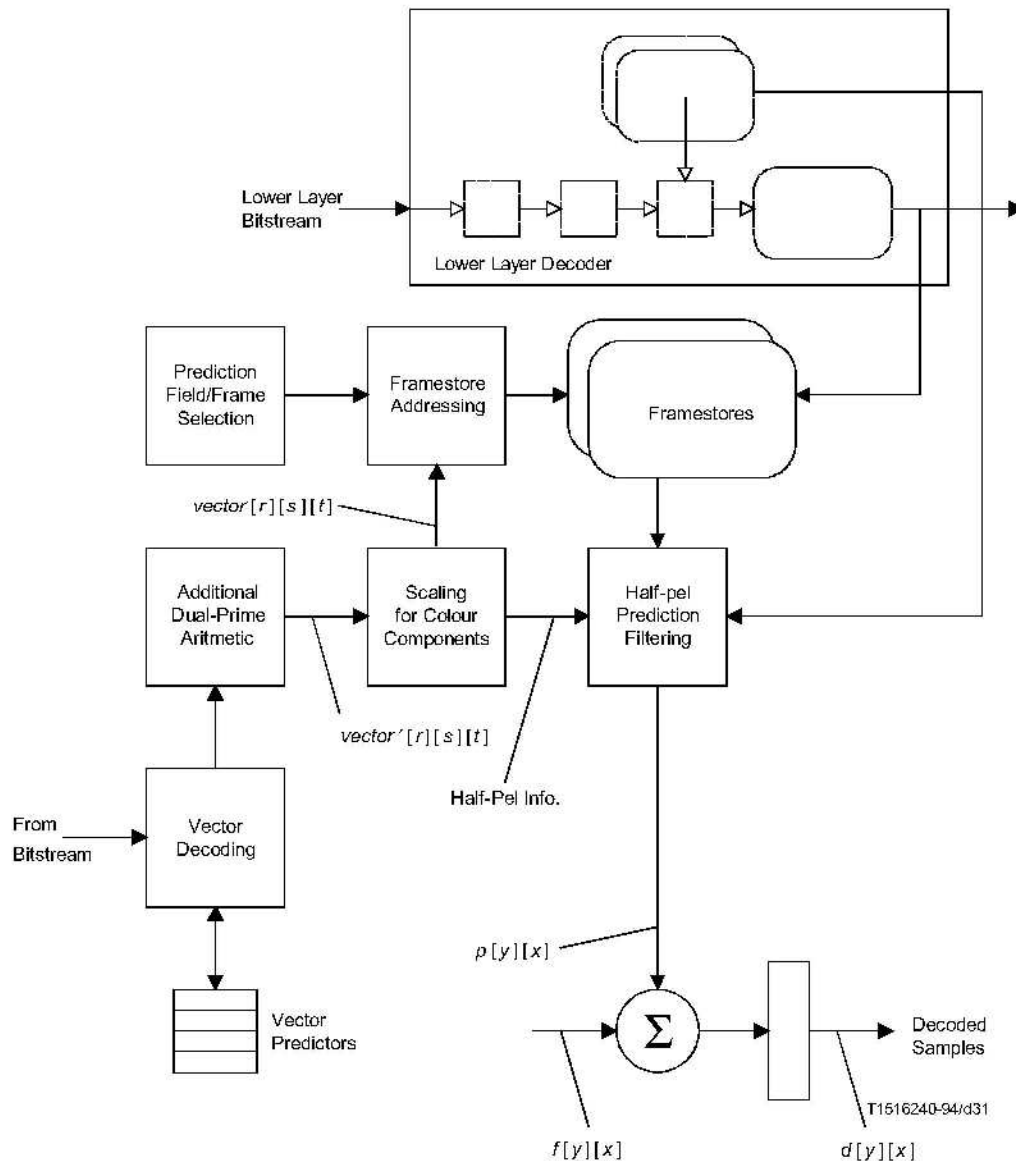 Lower Layer
Bitstream
Lower Layer Decoder
Prediction
Field/Frame
Selection
Framestore
Addressing
Framestores
vector[r][s][t]
Additional
Dual-Prime
Aritmetic
Scaling
for Colour
Components
Half-pel
Prediction
Filtering
vector′[r][s][t]
Half-Pel Info.
From
Bitstream
Vector
Decoding
p[y][x]
Vector
Predictors
Σ
Decoded
Samples
T1516240-94/d31
f[y][x]
d[y][x]